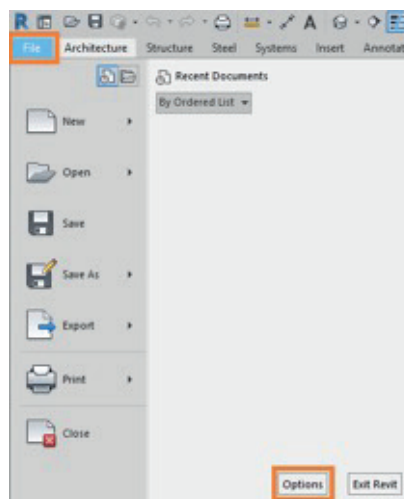 R A
File Architecture Structure Steel Systems Insert Annotat
Recent Documents
By Ordered List
New
Open
Save
Save As
Export
Print
Close
Options Exit Revit